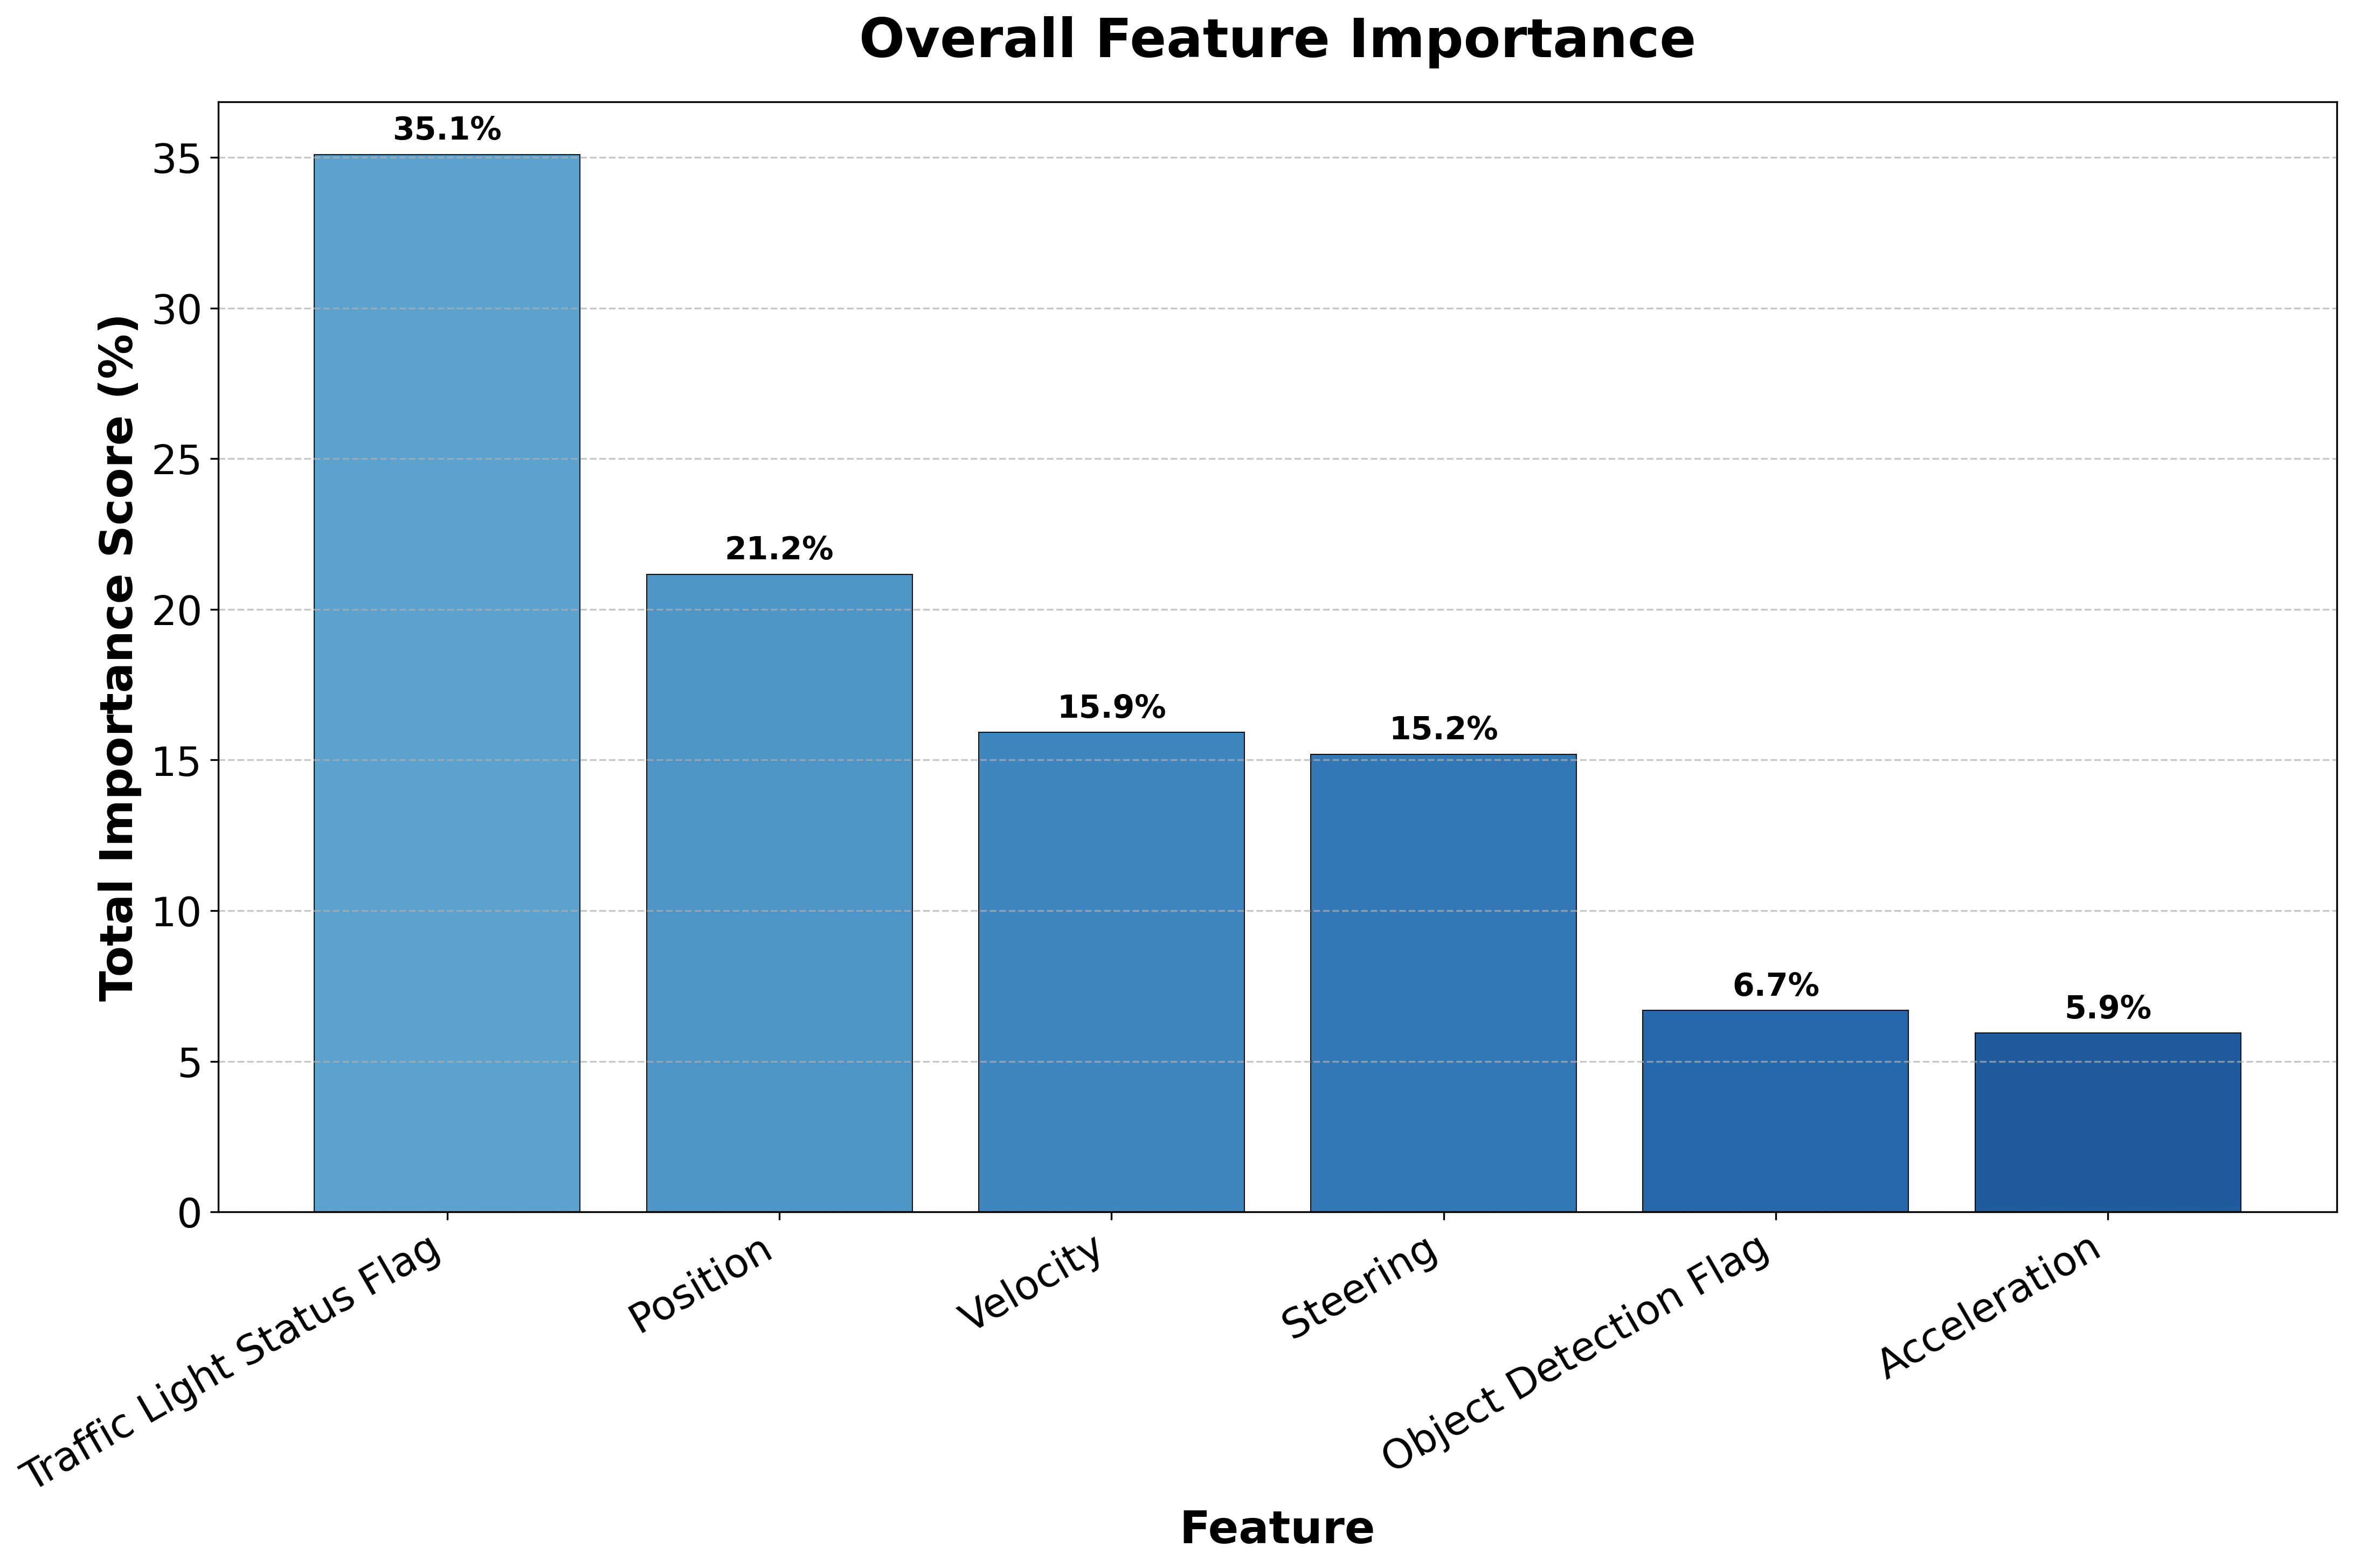 Overall Feature Importance
Total Importance Score (%)
35
30
25
20
15
10
5
0
35.1%
21.2%
15.9%
15.2%
6.7%
5.9%
Traffic Light Status Flag
Position
Velocity
Steering
Object Detection Flag
Acceleration
Feature